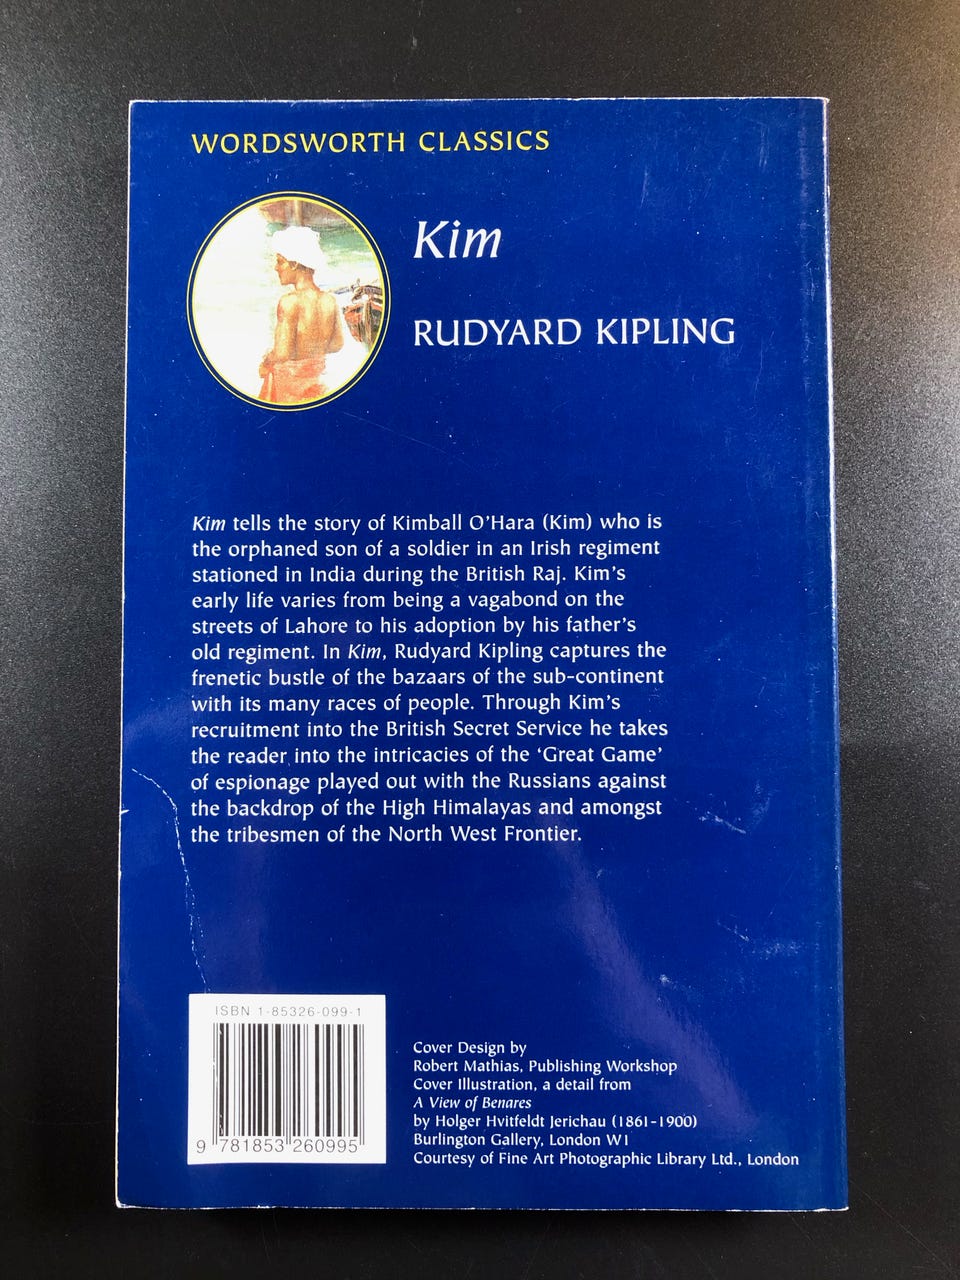 WORDSWORTH CLASSICS
Kim
RUDYARD KIPLING
Kim tells the story of Kimball O’Hara (Kim) who is
the orphaned son of a soldier in an Irish regiment
stationed in India during the British Raj. Kim’s
early life varies from being a vagabond on the
streets of Lahore to his adoption by his father’s
old regiment. In Kim, Rudyard Kipling captures the
frenetic bustle of the bazaars of the sub-continent
with its many races of people. Through Kim’s
recruitment into the British Secret Service he takes
the reader into the intricacies of the ‘Great Game’
of espionage played out with the Russians against
the backdrop of the High Himalayas and amongst
the tribesmen of the North West Frontier.
ISBN 1-85326-099-1
9 781853 260995
Cover Design by
Robert Mathias, Publishing Workshop
Cover Illustration, a detail from
A View of Benares
by Holger Hvitfeldt Jerichau (1861-1900)
Burlington Gallery, London W1
Courtesy of Fine Art Photographic Library Ltd., London